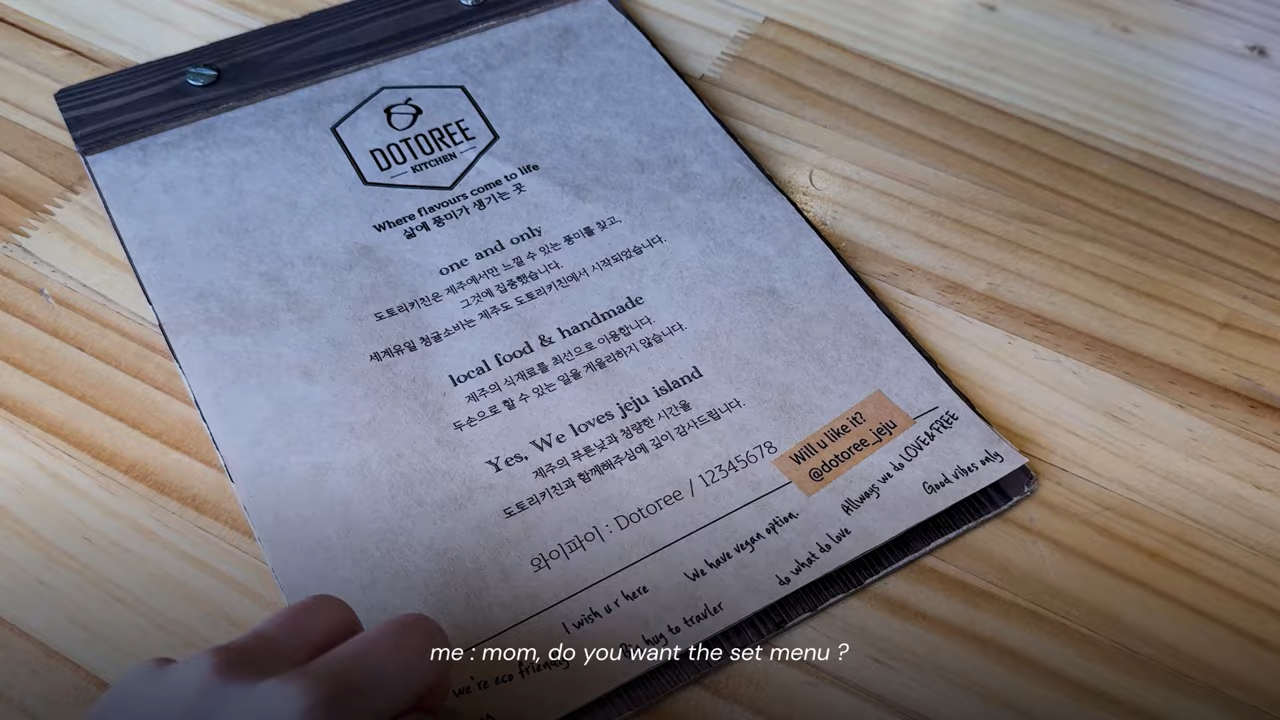 DOTOREE
KITCHEN
Where flavours come to life
삶에 풍미가 생기는 곳
one and only
도토리키친은 제주에서만 느낄 수 있는 풍미를 찾고,
그것에 집중했습니다.
세계유일 청귤소바는 제주도 도토리키친에서 시작되었습니다.
local food & handmade
제주의 식재료를 최선으로 이용합니다.
두손으로 할 수 있는 일을 게을리하지 않습니다.
Yes, We loves jeju island
제주의 푸른낮과 청량한 시간을
도토리키친과 함께해주심에 깊이 감사드립니다.
와이파이 : Dotoree / 12345678
Will u like it?
@dotoree_jeju
I wish u r here
We have vegan option.
Allways we do LOVE&FREE
we're eco friendly
hug to travler
do what do love
Good vibes only
me : mom, do you want the set menu ?